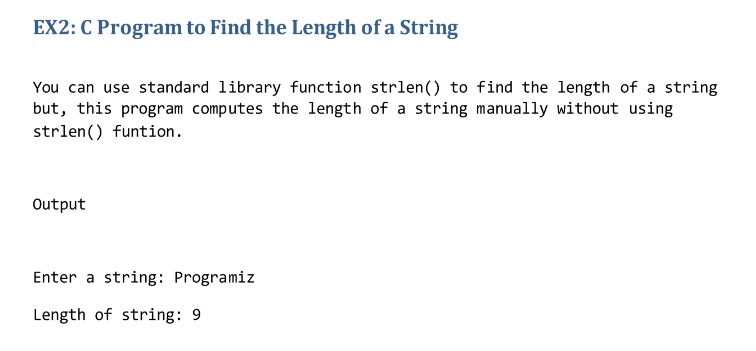 EX2: C Program to Find the Length of a String
You can use standard library function strlen() to find the length of a string
but, this program computes the length of a string manually without using
strlen() funtion.
Output
Enter a string: Programiz
Length of string: 9